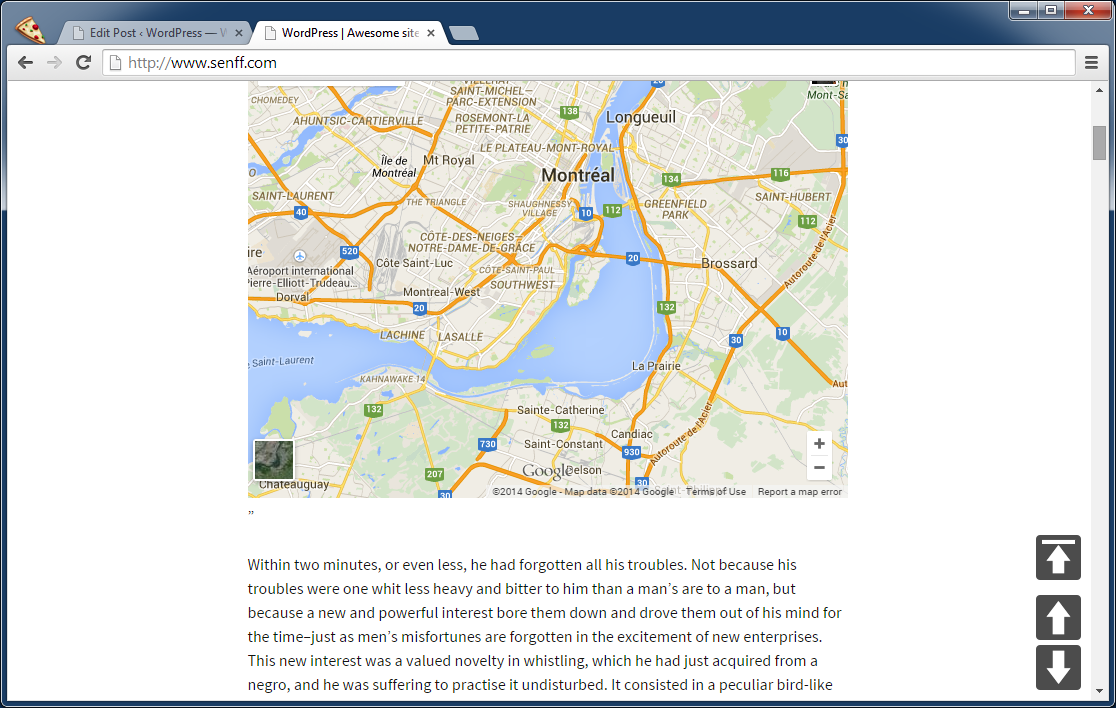 Edit Post ‹ WordPress — W
WordPress | Awesome site
http://www.senff.com
CHOMEDEY
SAINT-MICHEL-
PARC-EXTENSION
138
Longueuil
Mont-Sa
AHUNTSIC-CARTIERVILLE
ROSEMONT-LA
PETITE-PATRIE
30
LE PLATEAU-MONT-ROYAL
Île de
Montréal
Mt Royal
Montréal
134
116
SAINT-LAURENT
THE TRIANGLE
SHAUGHNESSY
VILLAGE
GREENFIELD
PARK
SAINT-HUBERT
40
10
112
112
CÔTE-DES-NEIGES—
NOTRE-DAME-DE-GRÂCE
520
Côte Saint-Luc
CÔTE-SAINT-PAUL
20
Brossard
Autoroute de l'Acier
Aéroport international
Pierre-Elliott-Trudeau...
Dorval
SOUTHWEST
Montreal-West
20
132
LACHINE
LASALLE
30
10
Saint-Laurent
KAHNAWAKE 14
La Prairie
132
Sainte-Catherine
132
Candiac
Autoroute de l'Acier
730
Saint-Constant
930
207
Google
Delson
Châteauguay
30
30
+
−
©2014 Google - Map data ©2014 Google
Terms of Use
Report a map error
”
Within two minutes, or even less, he had forgotten all his troubles. Not because his
troubles were one whit less heavy and bitter to him than a man’s are to a man, but
because a new and powerful interest bore them down and drove them out of his mind for
the time–just as men’s misfortunes are forgotten in the excitement of new enterprises.
This new interest was a valued novelty in whistling, which he had just acquired from a
negro, and he was suffering to practise it undisturbed. It consisted in a peculiar bird-like